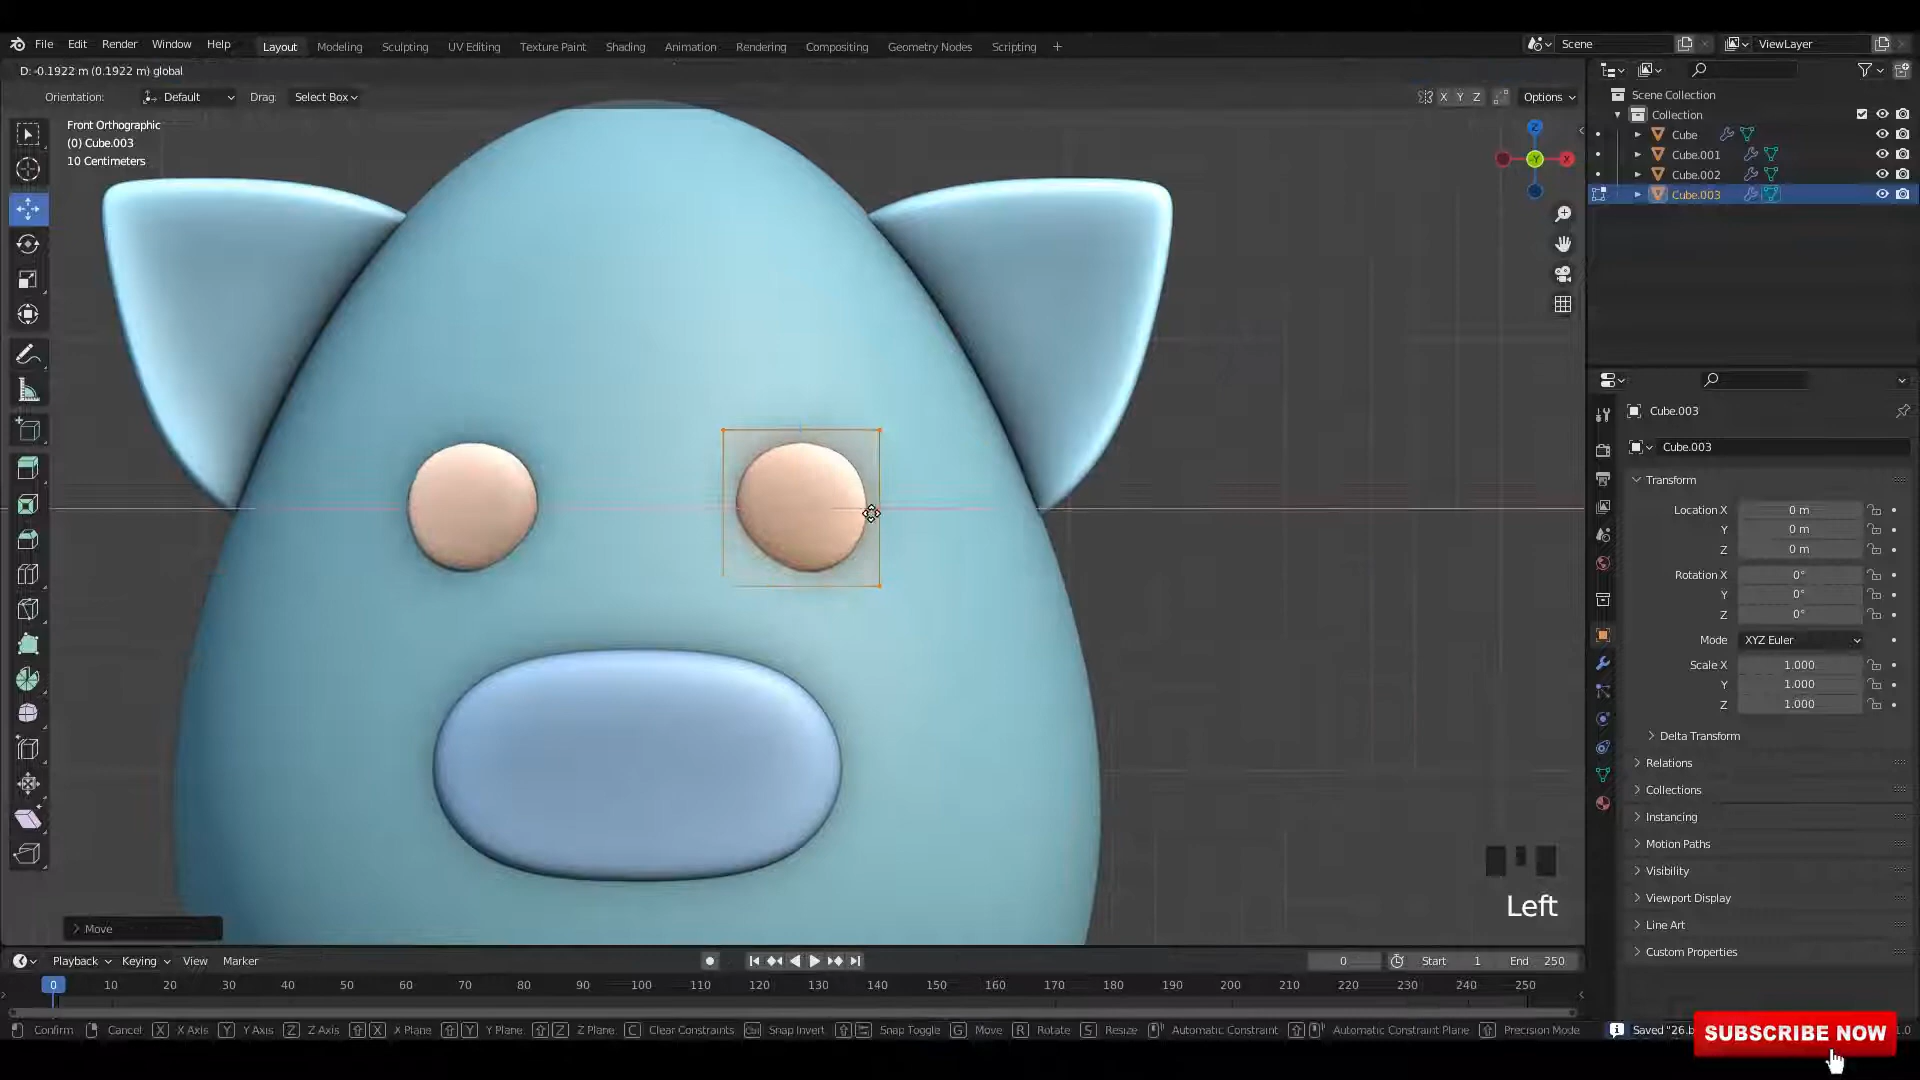 File Edit Render Window Help Layout Modeling Sculpting UV Editing Texture Paint Shading Animation Rendering Compositing Geometry Nodes Scripting + Scene ViewLayer
D: -0.1922 m (0.1922 m) global
Orientation: Default Drag: Select Box X Y Z Options
Front Orthographic
(0) Cube.003
10 Centimeters
Z
Y
X
Scene Collection
Collection
Cube
Cube.001
Cube.002
Cube.003
Cube.003
Cube.003
Transform
Location X 0 m
Y 0 m
Z 0 m
Rotation X 0°
Y 0°
Z 0°
Mode XYZ Euler
Scale X 1.000
Y 1.000
Z 1.000
Delta Transform
Relations
Collections
Instancing
Motion Paths
Visibility
Viewport Display
Line Art
Custom Properties
Left
Move
Playback Keying View Marker 0 Start 1 End 250
0 10 20 30 40 50 60 70 80 90 100 110 120 130 140 150 160 170 180 190 200 210 220 230 240 250
Confirm Cancel X X Axis Y Y Axis Z Z Axis X X Plane Y Y Plane Z Z Plane C Clear Constraints Ctrl Snap Invert Snap Toggle G Move R Rotate S Resize Automatic Constraint Automatic Constraint Plane Precision Mode Saved "26.b
SUBSCRIBE NOW